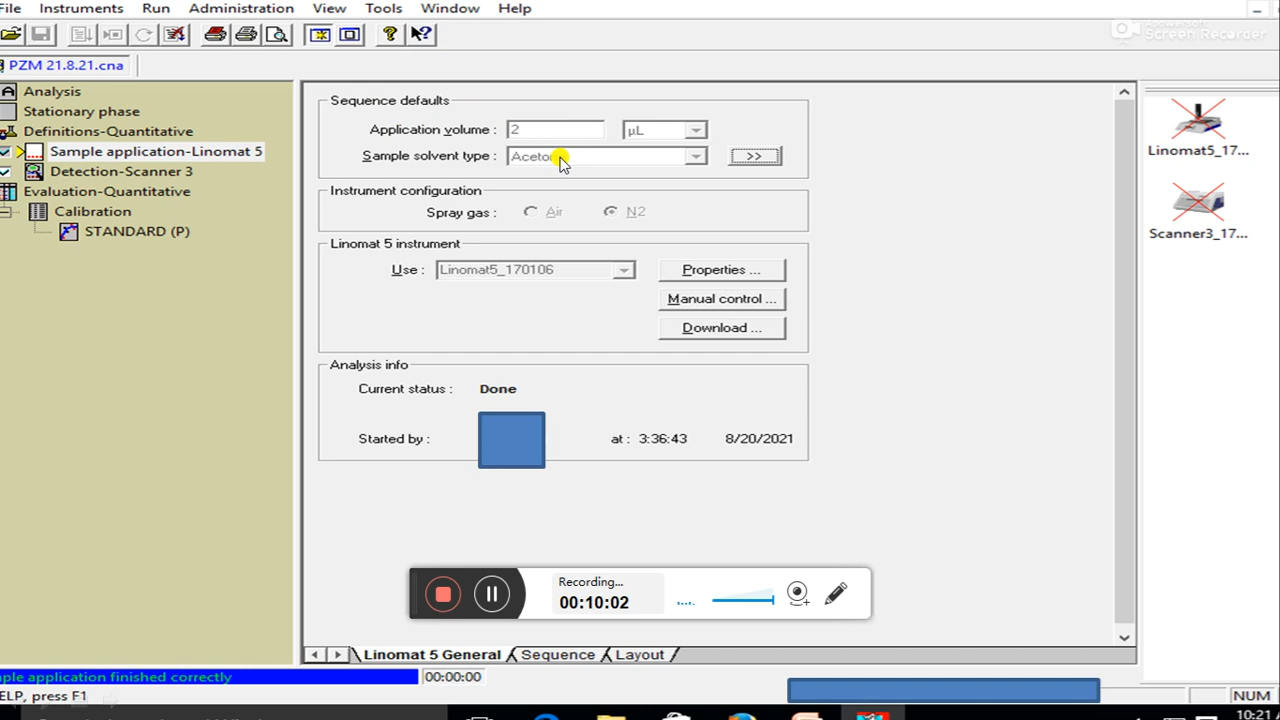 File Instruments Run Administration View Tools Window Help
Screen Recorder
PZM 21.8.21.cna
Analysis
Stationary phase
Definitions-Quantitative
Sample application-Linomat 5
Detection-Scanner 3
Evaluation-Quantitative
Calibration
STANDARD (P)
Sequence defaults
Application volume : 2 µL
Sample solvent type : >>
Instrument configuration
Spray gas : Air N2
Linomat 5 instrument
Use : Linomat5_170106 Properties ...
Manual control ...
Download ...
Analysis info
Current status : Done
Started by : at : 3:36:43 8/20/2021
Linomat5_17...
Scanner3_17...
Recording...
00:10:02
Linomat 5 General Sequence Layout
ple application finished correctly 00:00:00
ELP, press F1 NUM
10:21